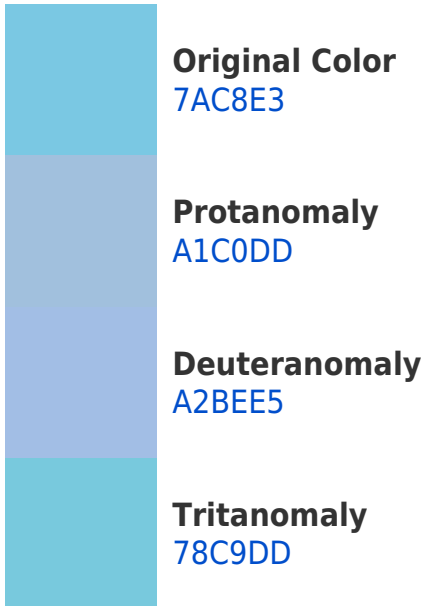 Original Color
7AC8E3
Protanomaly
A1C0DD
Deuteranomaly
A2BEE5
Tritanomaly
78C9DD